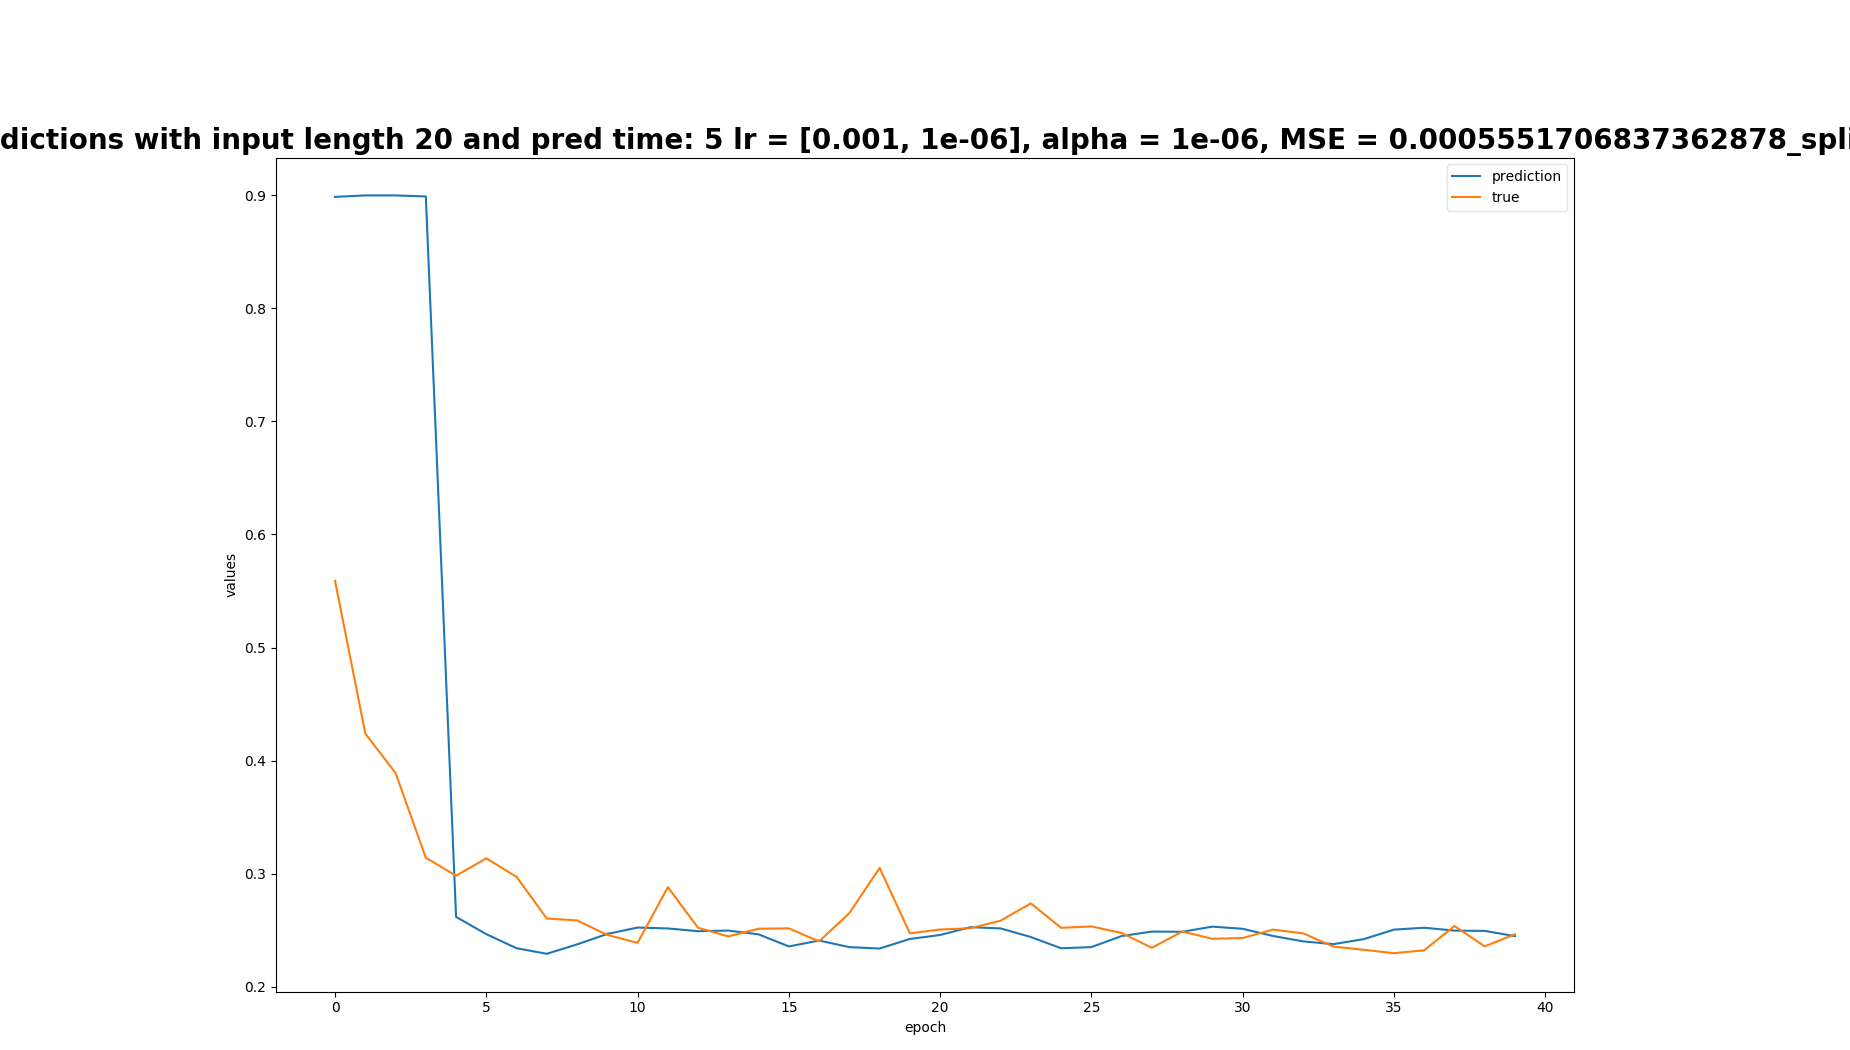 dictions with input length 20 and pred time: 5 lr = [0.001, 1e-06], alpha = 1e-06, MSE = 0.0005551706837362878_spli
prediction
true
0.9
0.8
0.7
0.6
0.5
0.4
0.3
0.2
values
0 5 10 15 20 25 30 35 40
epoch